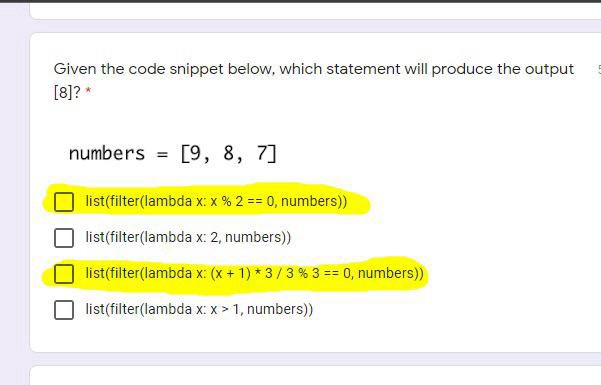 Given the code snippet below, which statement will produce the output
[8]? *
numbers = [9, 8, 7]
list(filter(lambda x: x % 2 == 0, numbers))
list(filter(lambda x: 2, numbers))
list(filter(lambda x: (x + 1) * 3 / 3 % 3 == 0, numbers))
list(filter(lambda x: x > 1, numbers))